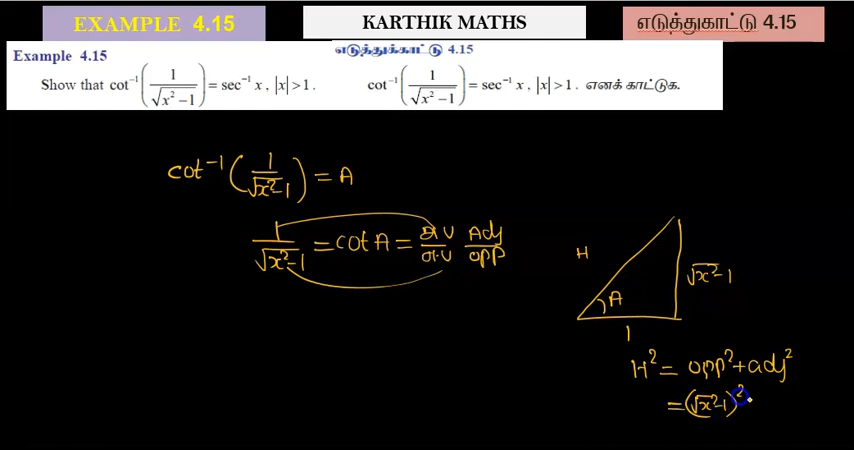 EXAMPLE 4.15
KARTHIK MATHS
எடுத்துகாட்டு 4.15
Example 4.15
எடுத்துக்காட்டு 4.15
Show that cot⁻¹(1/√(x²−1)) = sec⁻¹ x, |x| > 1.
cot⁻¹(1/√(x²−1)) = sec⁻¹ x, |x| > 1. எனக் காட்டுக.
cot⁻¹(1/√(x²−1)) = A
1/√(x²−1) = cot A = அ.வ/எ.வ Adj/opp
H
√(x²−1)
A
1
H² = opp² + adj²
= (√(x²−1))²